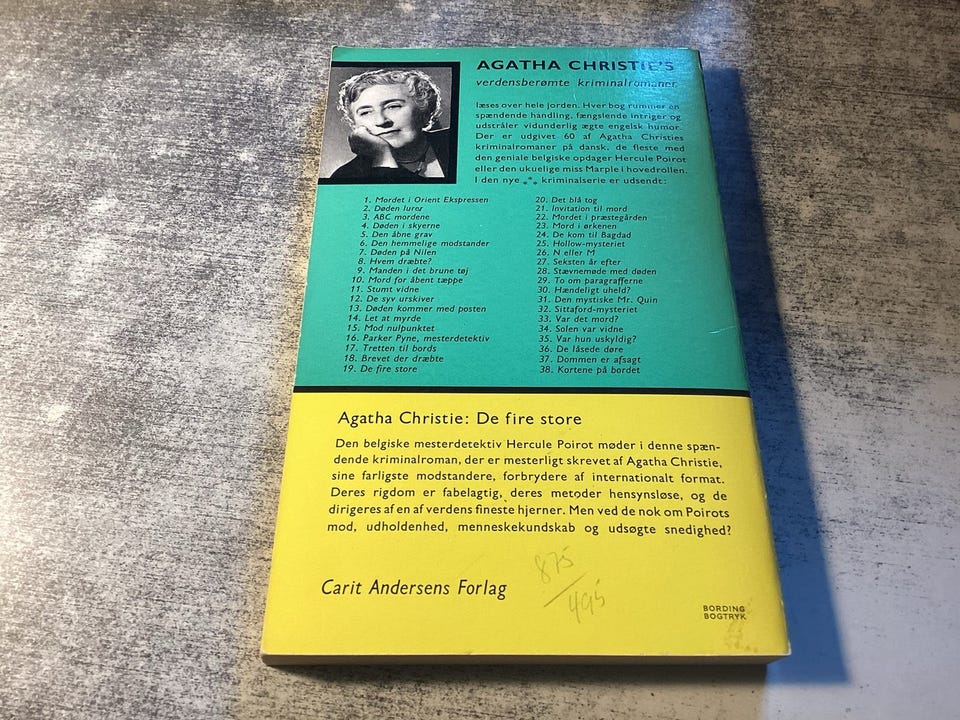 AGATHA CHRISTIE'S
verdensberømte kriminalromaner
læses over hele jorden. Hver bog rummer en
spændende handling, fængslende intriger og
udstråler vidunderlig ægte engelsk humor.
Der er udgivet 60 af Agatha Christies
kriminalromaner på dansk, de fleste med
den geniale belgiske opdager Hercule Poirot
eller den ukuelige miss Marple i hovedrollen.
I den nye *** kriminalserie er udsendt:
1. Mordet i Orient Ekspressen
2. Døden lurer
3. ABC mordene
4. Døden i skyerne
5. Den åbne grav
6. Den hemmelige modstander
7. Døden på Nilen
8. Hvem dræbte?
9. Manden i det brune tøj
10. Mord for åbent tæppe
11. Stumt vidne
12. De syv urskiver
13. Døden kommer med posten
14. Let at myrde
15. Mod nulpunktet
16. Parker Pyne, mesterdetektiv
17. Tretten til bords
18. Brevet der dræbte
19. De fire store
20. Det blå tog
21. Invitation til mord
22. Mordet i præstegården
23. Mord i ørkenen
24. De kom til Bagdad
25. Hollow-mysteriet
26. N eller M
27. Seksten år efter
28. Stævnemøde med døden
29. To om paragrafferne
30. Hændeligt uheld?
31. Den mystiske Mr. Quin
32. Sittaford-mysteriet
33. Var det mord?
34. Solen var vidne
35. Var hun uskyldig?
36. De låsede døre
37. Dommen er afsagt
38. Kortene på bordet
Agatha Christie: De fire store
Den belgiske mesterdetektiv Hercule Poirot møder i denne spæn-
dende kriminalroman, der er mesterligt skrevet af Agatha Christie,
sine farligste modstandere, forbrydere af internationalt format.
Deres rigdom er fabelagtig, deres metoder hensynsløse, og de
dirigeres af en af verdens fineste hjerner. Men ved de nok om Poirots
mod, udholdenhed, menneskekundskab og udsøgte snedighed?
875
/495
Carit Andersens Forlag
BORDING
BOGTRYK